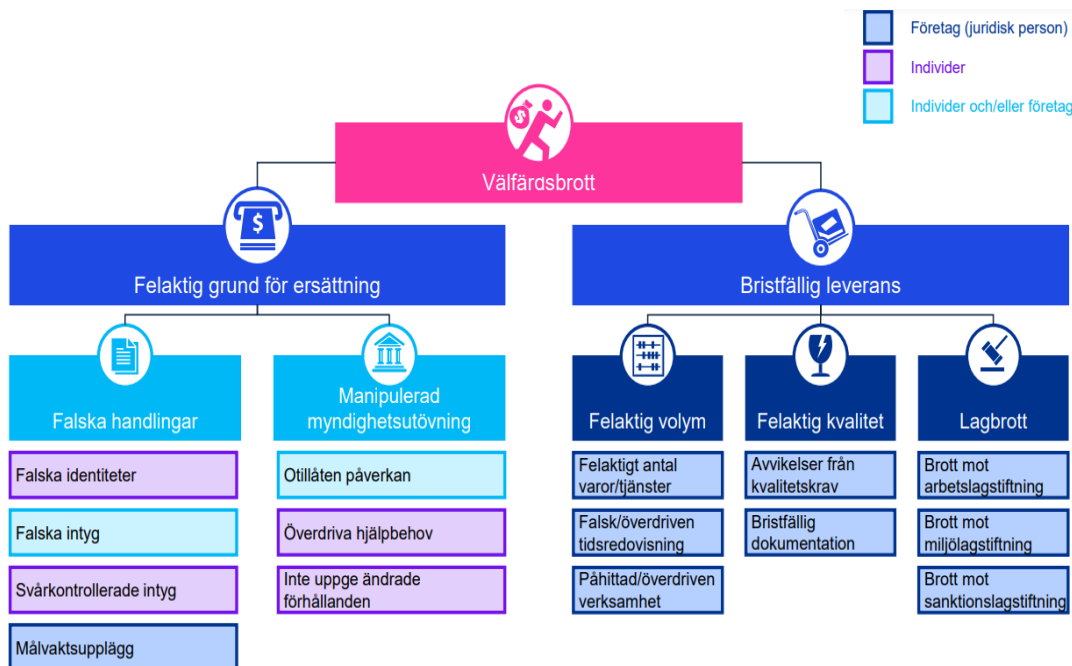 Företag (juridisk person)
Individer
Individer och/eller företag
Välfärdsbrott
Felaktig grund för ersättning
Bristfällig leverans
Falska handlingar
Manipulerad
myndighetsutövning
Felaktig volym
Felaktig kvalitet
Lagbrott
Falska identiteter
Falska intyg
Svårkontrollerade intyg
Målvaktsupplägg
Otillåten påverkan
Överdriva hjälpbehov
Inte uppge ändrade
förhållanden
Felaktigt antal
varor/tjänster
Falsk/överdriven
tidsredovisning
Påhittad/överdriven
verksamhet
Avvikelser från
kvalitetskrav
Bristfällig
dokumentation
Brott mot
arbetslagstiftning
Brott mot
miljölagstiftning
Brott mot
sanktionslagstiftning